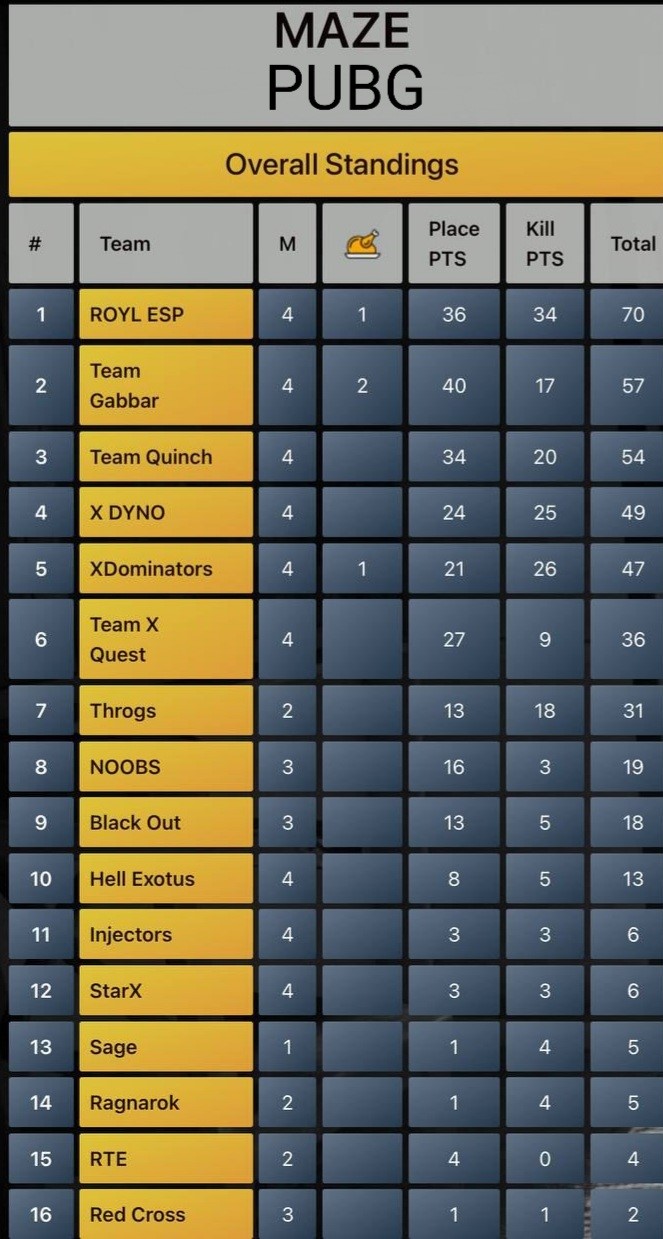 MAZE
PUBG
Overall Standings
# Team M Place PTS Kill PTS Total
1 ROYL ESP 4 1 36 34 70
2 Team Gabbar 4 2 40 17 57
3 Team Quinch 4 34 20 54
4 X DYNO 4 24 25 49
5 XDominators 4 1 21 26 47
6 Team X Quest 4 27 9 36
7 Throgs 2 13 18 31
8 NOOBS 3 16 3 19
9 Black Out 3 13 5 18
10 Hell Exotus 4 8 5 13
11 Injectors 4 3 3 6
12 StarX 4 3 3 6
13 Sage 1 1 4 5
14 Ragnarok 2 1 4 5
15 RTE 2 4 0 4
16 Red Cross 3 1 1 2